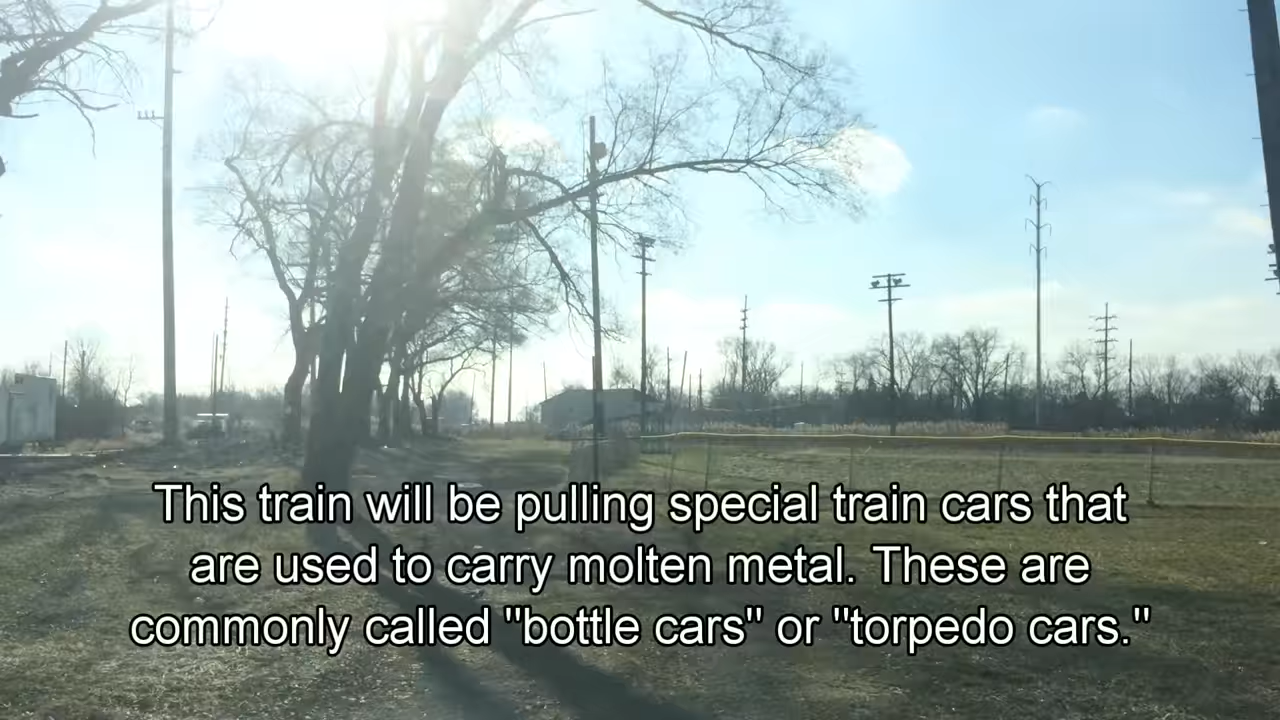 This train will be pulling special train cars that
are used to carry molten metal. These are
commonly called "bottle cars" or "torpedo cars."